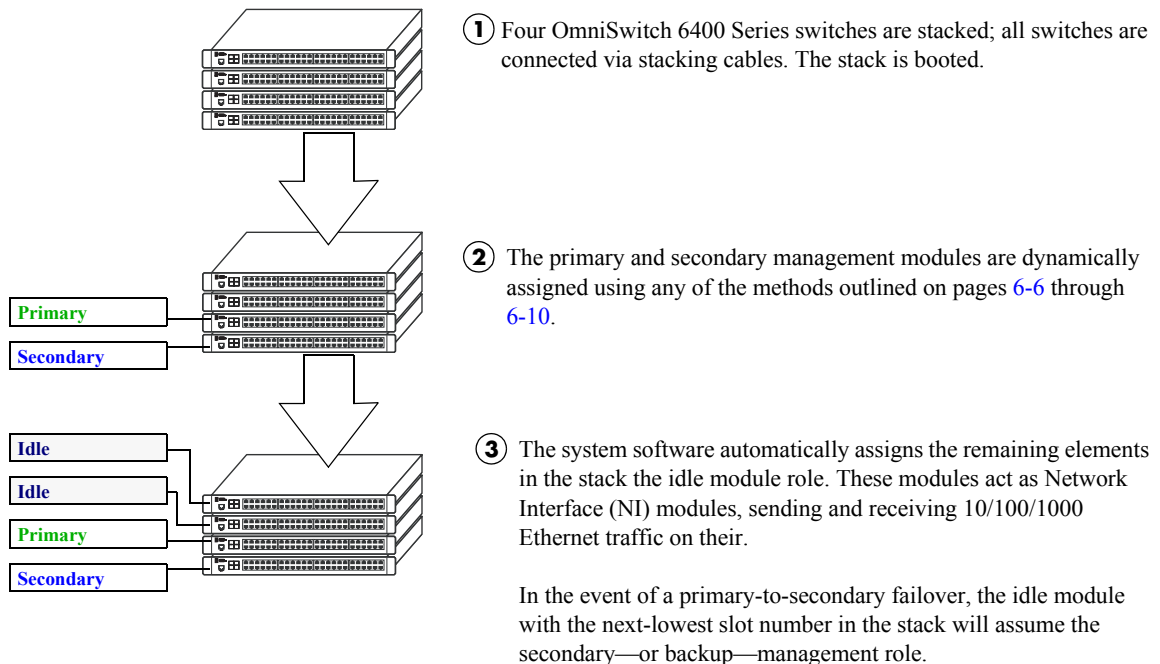 1 Four OmniSwitch 6400 Series switches are stacked; all switches are
connected via stacking cables. The stack is booted.
2 The primary and secondary management modules are dynamically
assigned using any of the methods outlined on pages 6-6 through
6-10.
Primary
Secondary
Idle
Idle
Primary
Secondary
3 The system software automatically assigns the remaining elements
in the stack the idle module role. These modules act as Network
Interface (NI) modules, sending and receiving 10/100/1000
Ethernet traffic on their.
In the event of a primary-to-secondary failover, the idle module
with the next-lowest slot number in the stack will assume the
secondary—or backup—management role.